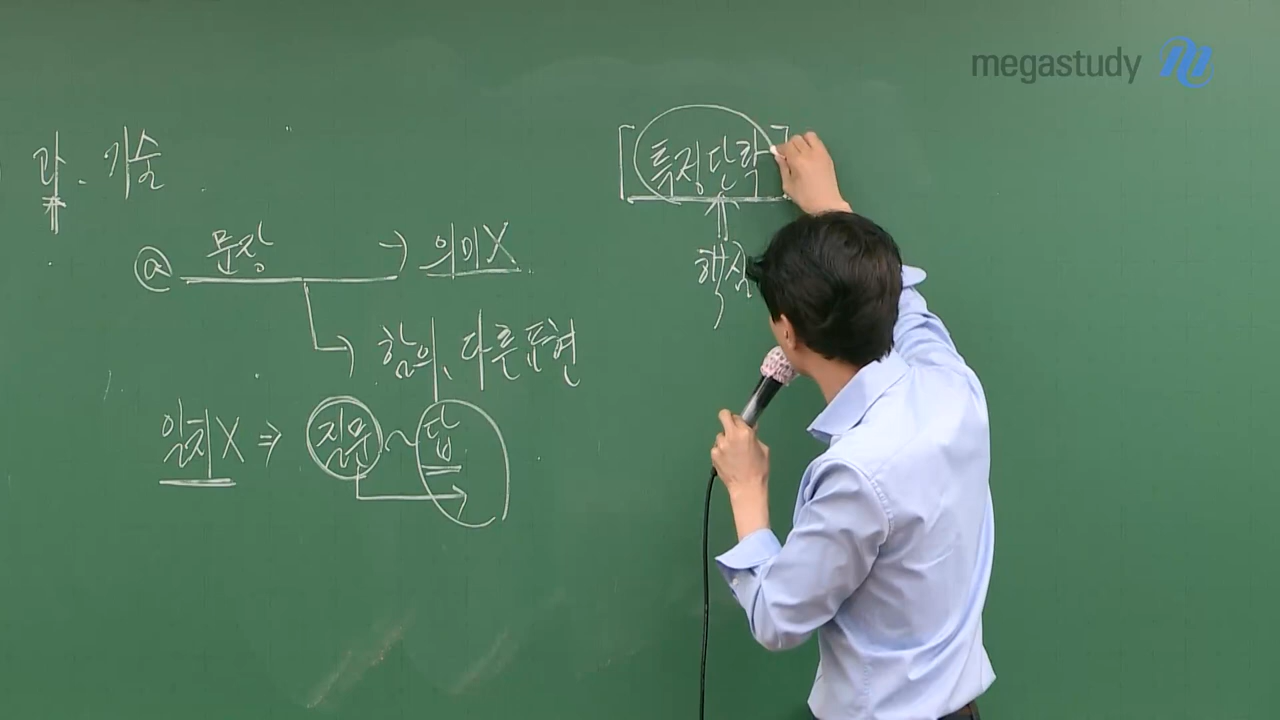 megastudy
과. 기술
[특정단락]
핵심
ⓐ 문장 → 의미X
→ 함의, 다른 표현
일치X ⇒ 질문 ~ 답